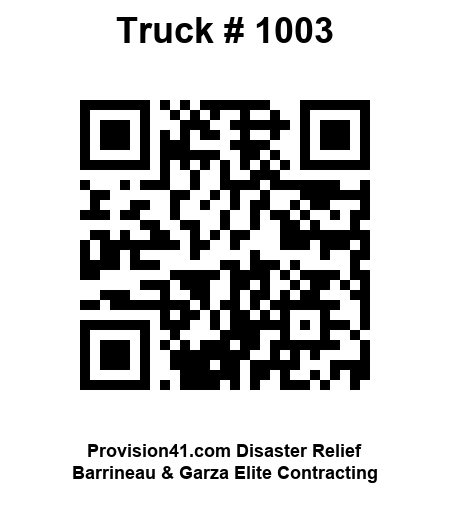 Truck # 1003
Provision41.com Disaster Relief
Barrineau & Garza Elite Contracting